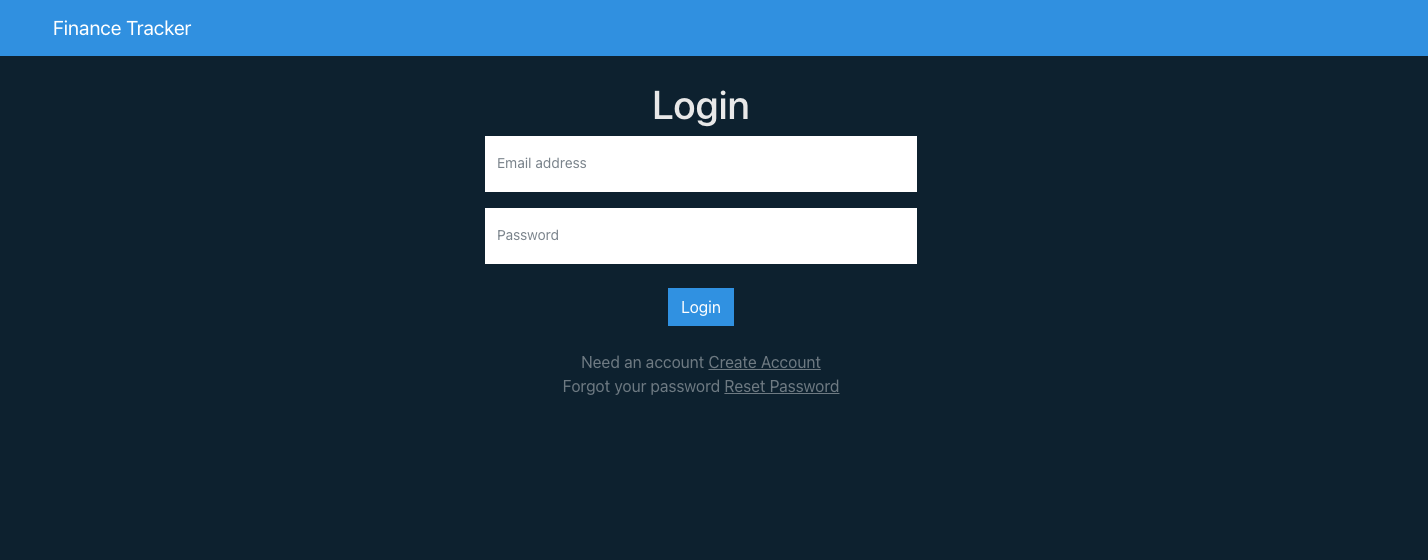 Finance Tracker
Login
Email address
Password
Login
Need an account Create Account
Forgot your password Reset Password